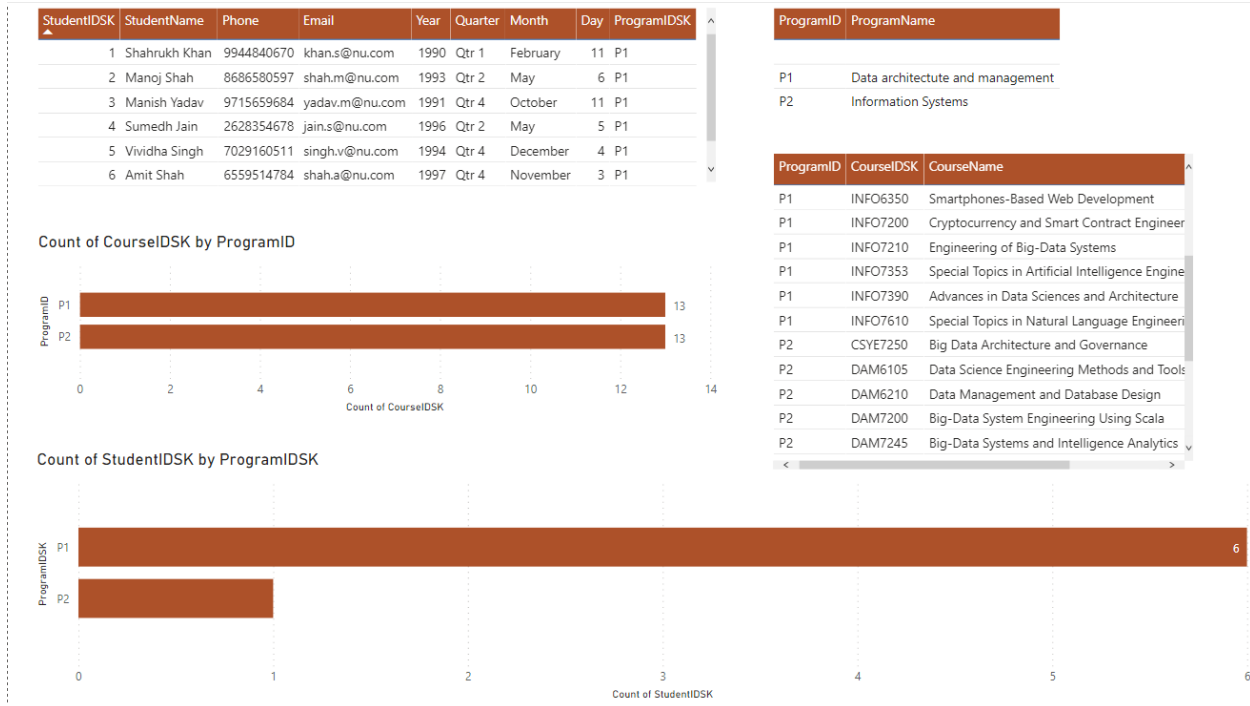 StudentIDSK StudentName Phone Email Year Quarter Month Day ProgramIDSK
1 Shahrukh Khan 9944840670 khan.s@nu.com 1990 Qtr 1 February 11 P1
2 Manoj Shah 8686580597 shah.m@nu.com 1993 Qtr 2 May 6 P1
3 Manish Yadav 9715659684 yadav.m@nu.com 1991 Qtr 4 October 11 P1
4 Sumedh Jain 2628354678 jain.s@nu.com 1996 Qtr 2 May 5 P1
5 Vividha Singh 7029160511 singh.v@nu.com 1994 Qtr 4 December 4 P1
6 Amit Shah 6559514784 shah.a@nu.com 1997 Qtr 4 November 3 P1
ProgramID ProgramName
P1 Data architectute and management
P2 Information Systems
ProgramID CourseIDSK CourseName
P1 INFO6350 Smartphones-Based Web Development
P1 INFO7200 Cryptocurrency and Smart Contract Engineer
P1 INFO7210 Engineering of Big-Data Systems
P1 INFO7353 Special Topics in Artificial Intelligence Engine
P1 INFO7390 Advances in Data Sciences and Architecture
P1 INFO7610 Special Topics in Natural Language Engineeri
P2 CSYE7250 Big Data Architecture and Governance
P2 DAM6105 Data Science Engineering Methods and Tools
P2 DAM6210 Data Management and Database Design
P2 DAM7200 Big-Data System Engineering Using Scala
P2 DAM7245 Big-Data Systems and Intelligence Analytics
Count of CourseIDSK by ProgramID
ProgramID
P1 13
P2 13
0 2 4 6 8 10 12 14
Count of CourseIDSK
Count of StudentIDSK by ProgramIDSK
ProgramIDSK
P1 6
P2
0 1 2 3 4 5 6
Count of StudentIDSK